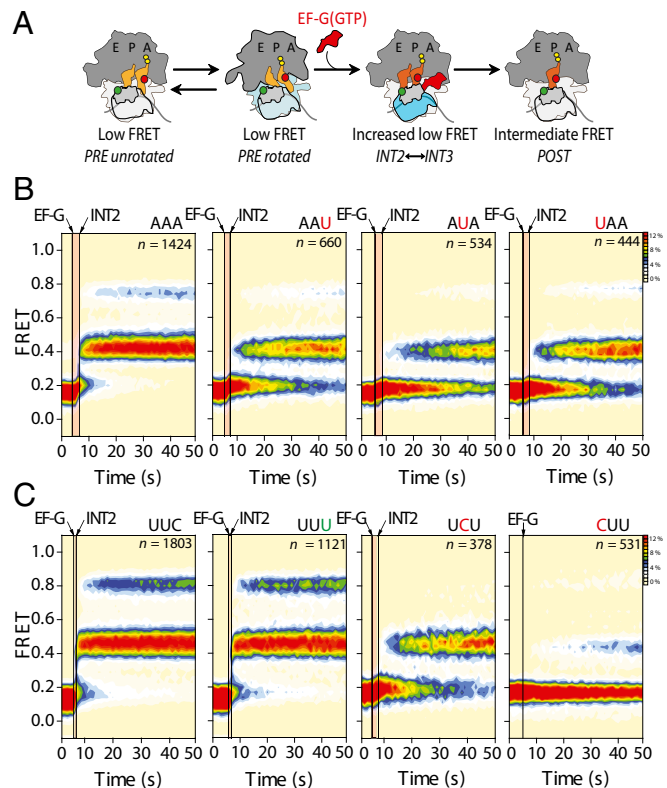 A
EF-G(GTP)
E P A
E P A
E P A
E P A
Low FRET
PRE unrotated
Low FRET
PRE rotated
Increased low FRET
INT2↔INT3
Intermediate FRET
POST
B
EF-G INT2 AAA
n = 1424
EF-G INT2 AAU
n = 660
EF-G INT2 AUA
n = 534
EF-G INT2 UAA
n = 444
12 %
8 %
4 %
0 %
FRET
1.0
0.8
0.6
0.4
0.2
0.0
0 10 20 30 40 50
0 10 20 30 40 50
0 10 20 30 40 50
0 10 20 30 40 50
Time (s)
Time (s)
Time (s)
Time (s)
C
EF-G INT2 UUC
n = 1803
EF-G INT2 UUU
n = 1121
EF-G INT2 UCU
n = 378
EF-G CUU
n = 531
12 %
8 %
4 %
0 %
FRET
1.0
0.8
0.6
0.4
0.2
0.0
0 10 20 30 40 50
0 10 20 30 40 50
0 10 20 30 40 50
0 10 20 30 40 50
Time (s)
Time (s)
Time (s)
Time (s)